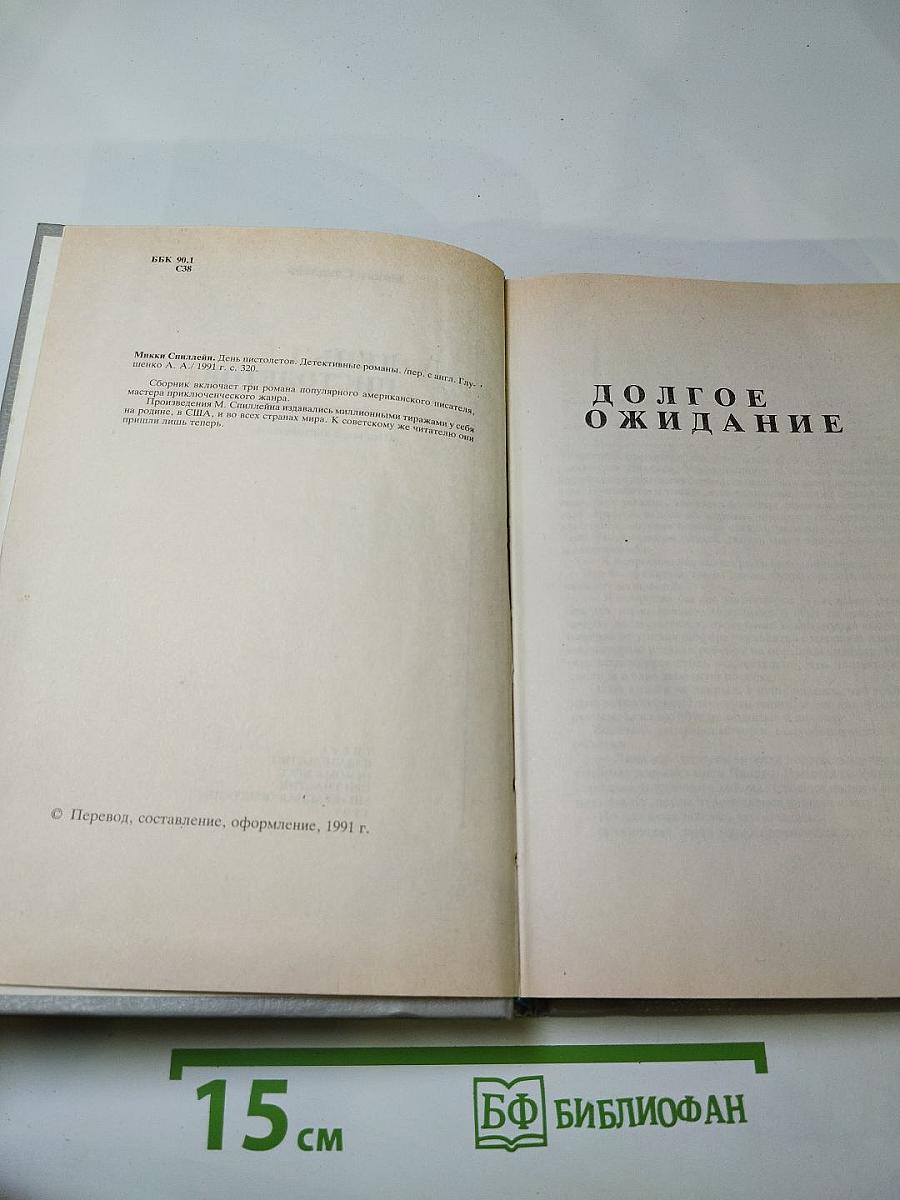 ББК 90.1
С38
Микки Спиллейн. День пистолетов. Детективные романы. /пер. с англ. Глу-
шенко А. А./ 1991 г. с. 320.
Сборник включает три романа популярного американского писателя,
мастера приключенческого жанра.
Произведения М. Спиллейна издавались миллионными тиражами у себя
на родине, в США, и во всех странах мира. К советскому же читателю они
пришли лишь теперь.
© Перевод, составление, оформление, 1991 г.
ДОЛГОЕ
ОЖИДАНИЕ
15 см
БФ БИБЛИОФАН